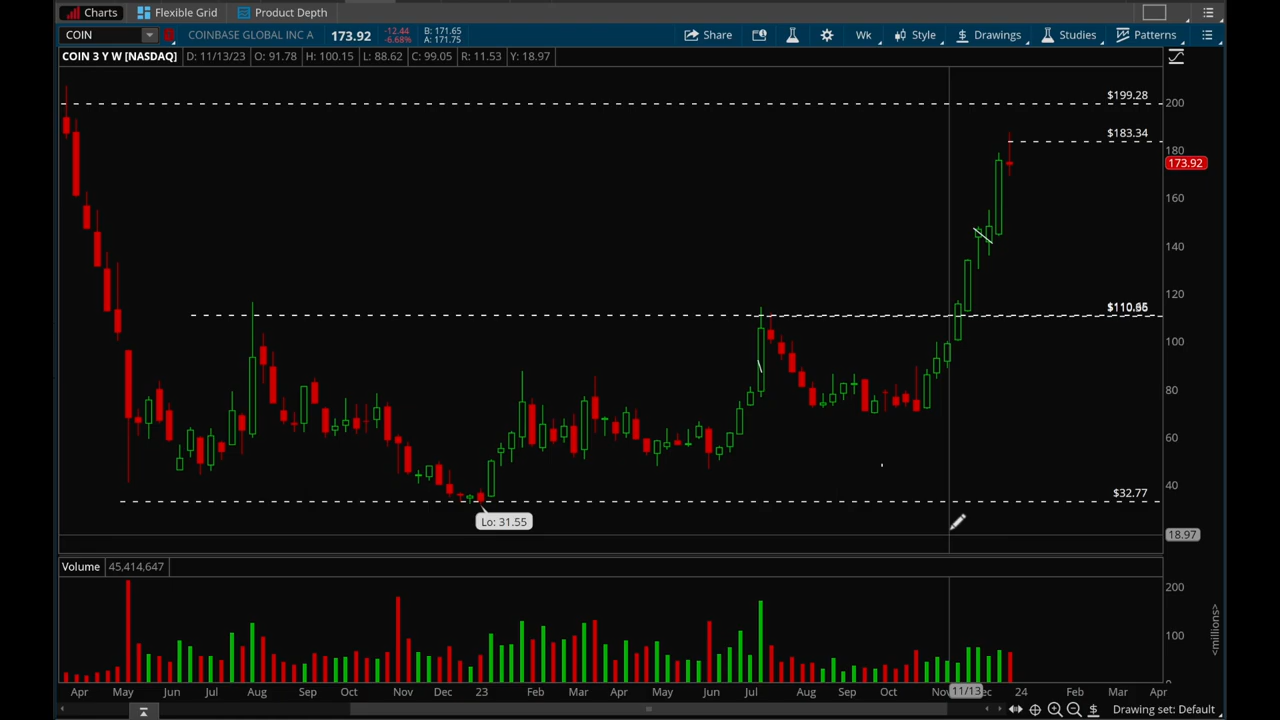 Charts Flexible Grid Product Depth
COIN COINBASE GLOBAL INC A 173.92 -12.44 -6.68% B: 171.65 A: 171.75 Share Wk Style $ Drawings Studies Patterns
COIN 3 Y W [NASDAQ] D: 11/13/23 O: 91.78 H: 100.15 L: 88.62 C: 99.05 R: 11.53 Y: 18.97
$199.28
200
$183.34
180
173.92
160
140
120
$110.
100
80
60
40
$32.77
Lo: 31.55
18.97
Volume 45,414,647
200
100
<millions>
Apr May Jun Jul Aug Sep Oct Nov Dec 23 Feb Mar Apr May Jun Jul Aug Sep Oct Nov 11/13 Dec 24 Feb Mar Apr
$ Drawing set: Default